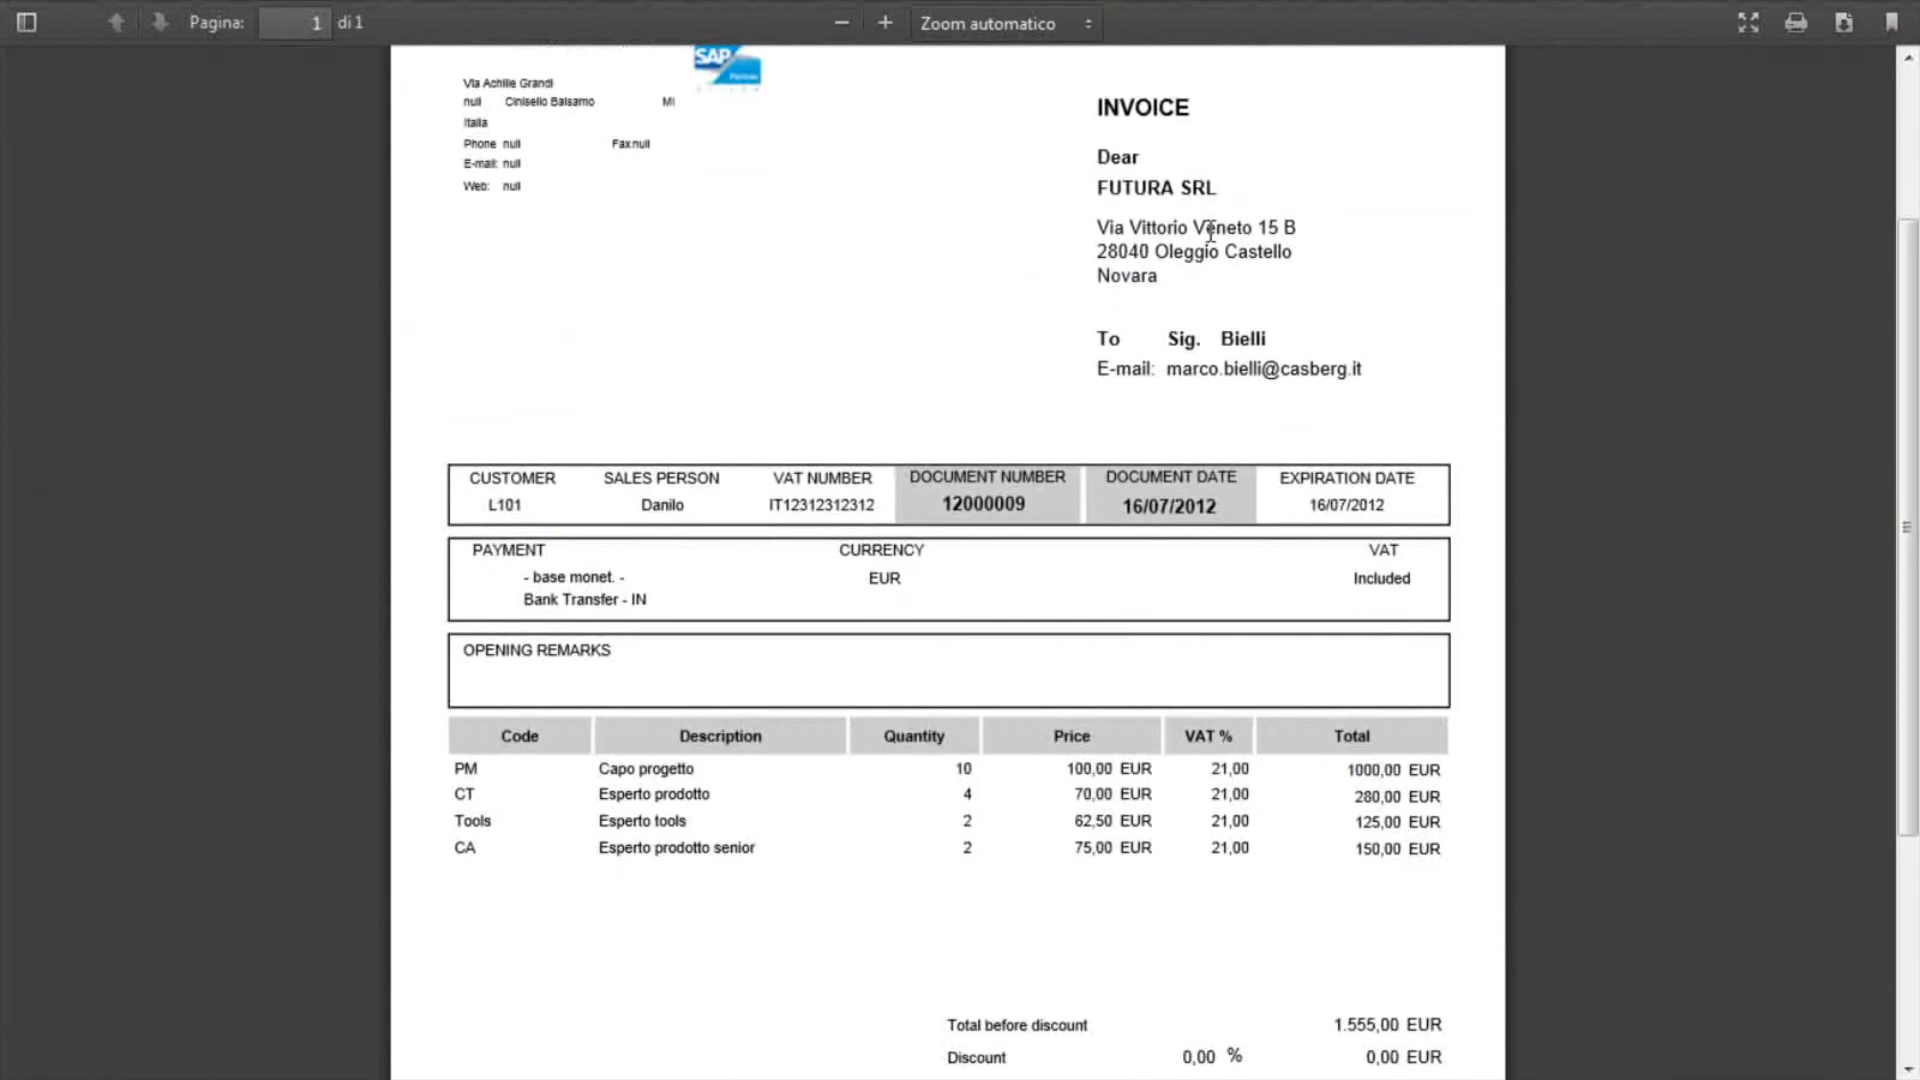 Pagina: 1 di 1
Zoom automatico
SAP
Partner
Via Achille Grandi
null Cinisello Balsamo MI
Italia
Phone null Fax null
E-mail: null
Web: null
INVOICE
Dear
FUTURA SRL
Via Vittorio Veneto 15 B
28040 Oleggio Castello
Novara
To Sig. Bielli
E-mail: marco.bielli@casberg.it
CUSTOMER SALES PERSON VAT NUMBER DOCUMENT NUMBER DOCUMENT DATE EXPIRATION DATE
L101 Danilo IT12312312312 12000009 16/07/2012 16/07/2012
PAYMENT CURRENCY VAT
- base monet. - EUR Included
Bank Transfer - IN
OPENING REMARKS
Code Description Quantity Price VAT % Total
PM Capo progetto 10 100,00 EUR 21,00 1000,00 EUR
CT Esperto prodotto 4 70,00 EUR 21,00 280,00 EUR
Tools Esperto tools 2 62,50 EUR 21,00 125,00 EUR
CA Esperto prodotto senior 2 75,00 EUR 21,00 150,00 EUR
Total before discount 1.555,00 EUR
Discount 0,00 % 0,00 EUR